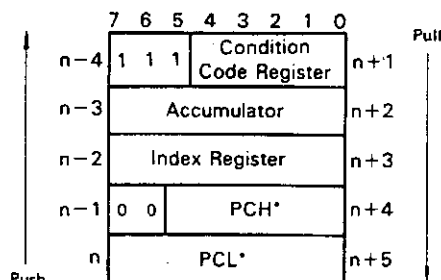 7 6 5 4 3 2 1 0
Pull
n−4 1 1 1 Condition Code Register n+1
n−3 Accumulator n+2
n−2 Index Register n+3
n−1 0 0 PCH* n+4
n PCL* n+5
Push